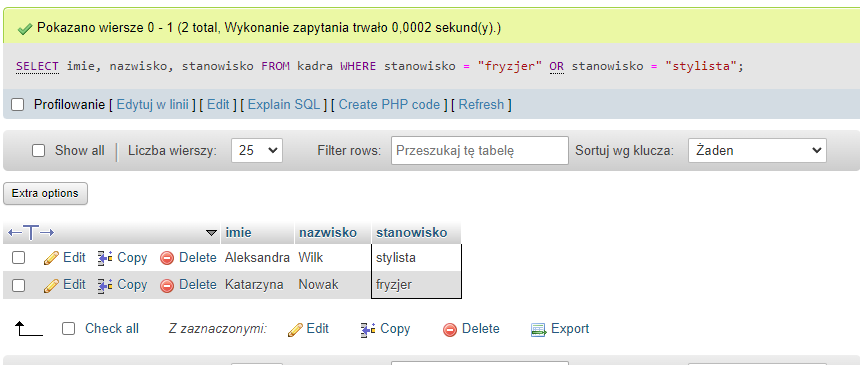 Pokazano wiersze 0 - 1 (2 total, Wykonanie zapytania trwało 0,0002 sekund(y).)
SELECT imie, nazwisko, stanowisko FROM kadra WHERE stanowisko = "fryzjer" OR stanowisko = "stylista";
Profilowanie [ Edytuj w linii ] [ Edit ] [ Explain SQL ] [ Create PHP code ] [ Refresh ]
Show all Liczba wierszy: 25 Filter rows: Przeszukaj tę tabelę Sortuj wg klucza: Żaden
Extra options
imie nazwisko stanowisko
Edit Copy Delete Aleksandra Wilk stylista
Edit Copy Delete Katarzyna Nowak fryzjer
Check all Z zaznaczonymi: Edit Copy Delete Export